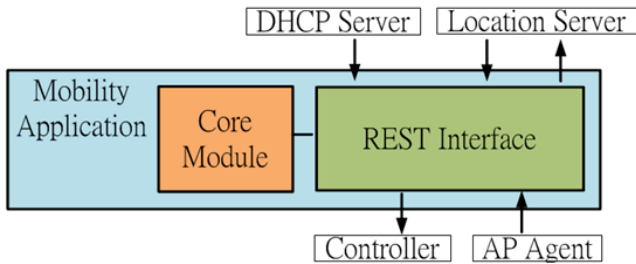 DHCP Server
Location Server
Mobility
Application
Core
Module
REST Interface
Controller
AP Agent